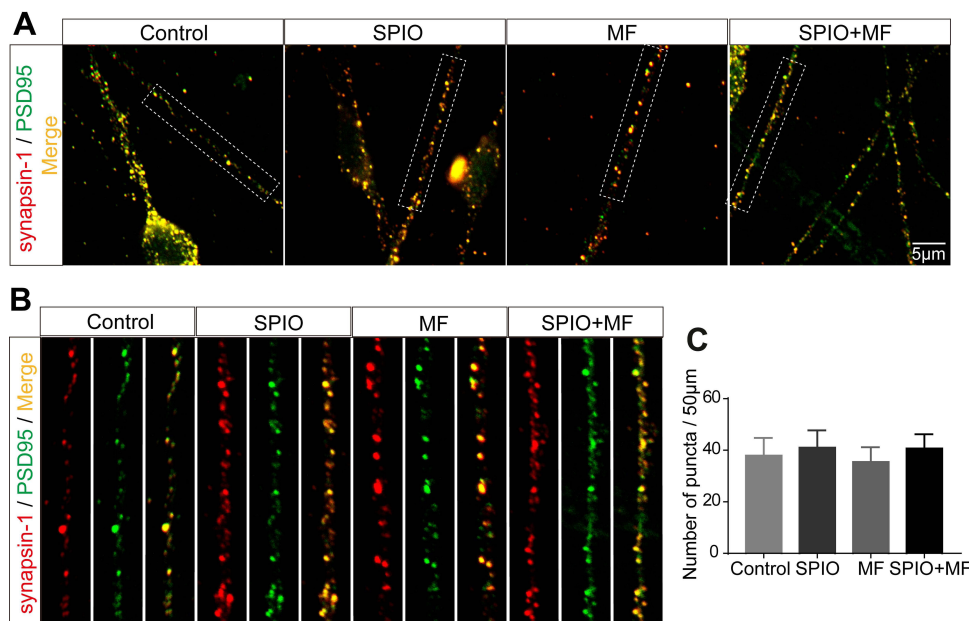 A
Control SPIO MF SPIO+MF
synapsin-1 / PSD95
Merge
5μm
B
Control SPIO MF SPIO+MF
synapsin-1 / PSD95 / Merge
C
Number of puncta / 50μm
60
40
20
0
Control SPIO MF SPIO+MF